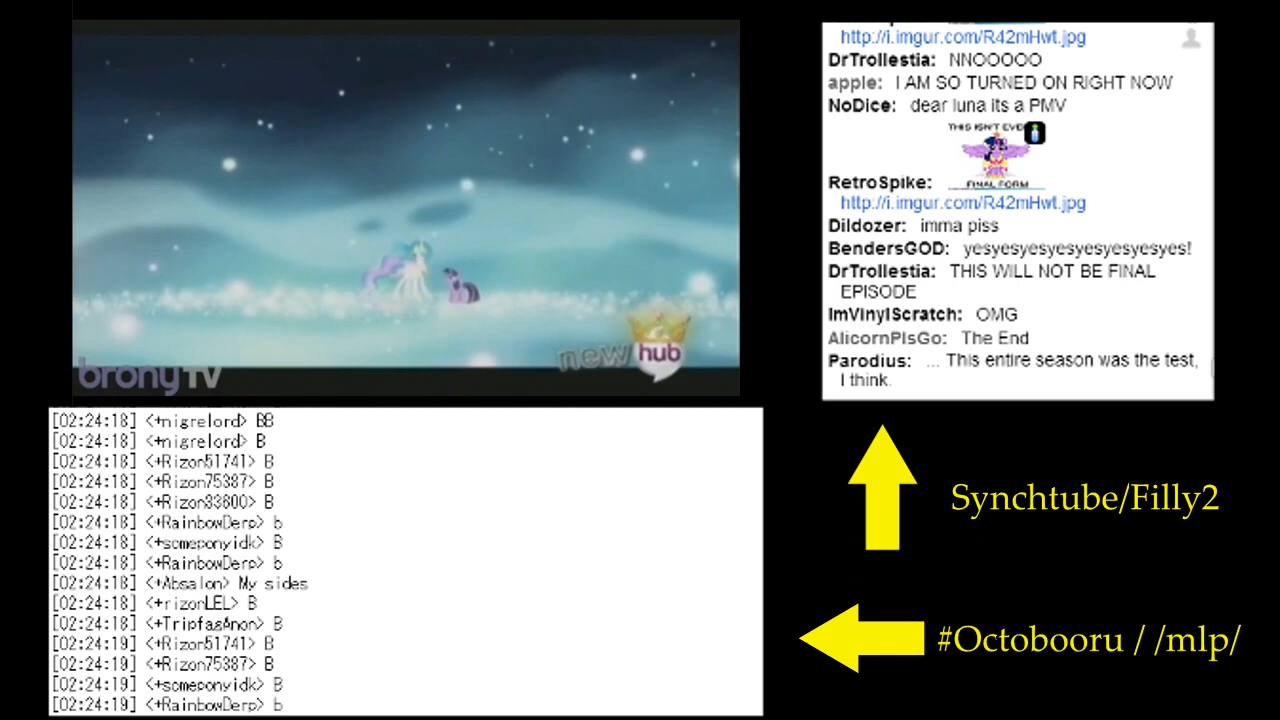 http://i.imgur.com/R42mHwt.jpg
DrTrollestia: NNOOOOO
apple: I AM SO TURNED ON RIGHT NOW
NoDice: dear luna its a PMV
THIS ISN'T EVEN
FINAL FORM
RetroSpike:
http://i.imgur.com/R42mHwt.jpg
Dildozer: imma piss
BendersGOD: yesyesyesyesyesyesyesyes!
DrTrollestia: THIS WILL NOT BE FINAL
EPISODE
ImVinylScratch: OMG
AlicornPlsGo: The End
Parodius: ... This entire season was the test,
I think.
new hub
bronyTV
[02:24:18] <+nigrelord> BB
[02:24:18] <+nigrelord> B
[02:24:18] <+Rizon51741> B
[02:24:18] <+Rizon75387> B
[02:24:18] <+Rizon33600> B
[02:24:18] <+RainbowDerp> b
[02:24:18] <+someponyidk> B
[02:24:18] <+RainbowDerp> b
[02:24:18] <+Absalon> My sides
[02:24:18] <+rizonLEL> B
[02:24:18] <+TripfagAnon> B
[02:24:19] <+Rizon51741> B
[02:24:19] <+Rizon75387> B
[02:24:19] <+someponyidk> B
[02:24:19] <+RainbowDerp> b
Synchtube/Filly2
#Octobooru / /mlp/